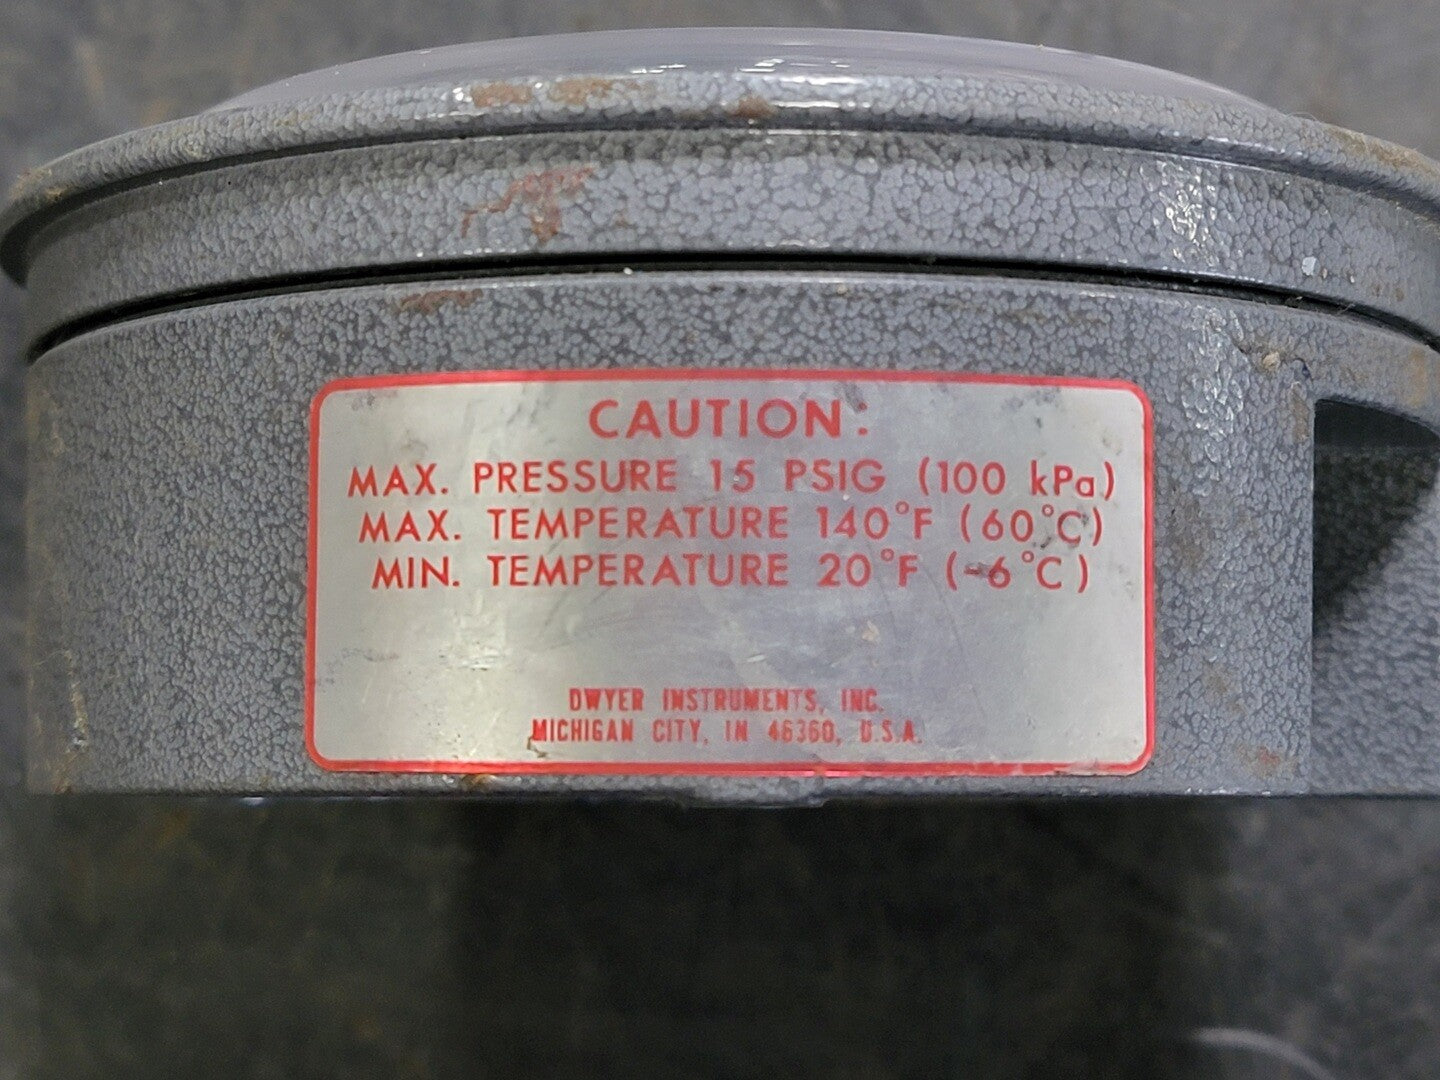 CAUTION:
MAX. PRESSURE 15 PSIG (100 kPa)
MAX. TEMPERATURE 140°F (60°C)
MIN. TEMPERATURE 20°F (-6°C)
DWYER INSTRUMENTS, INC.
MICHIGAN CITY, IN 46360, U.S.A.